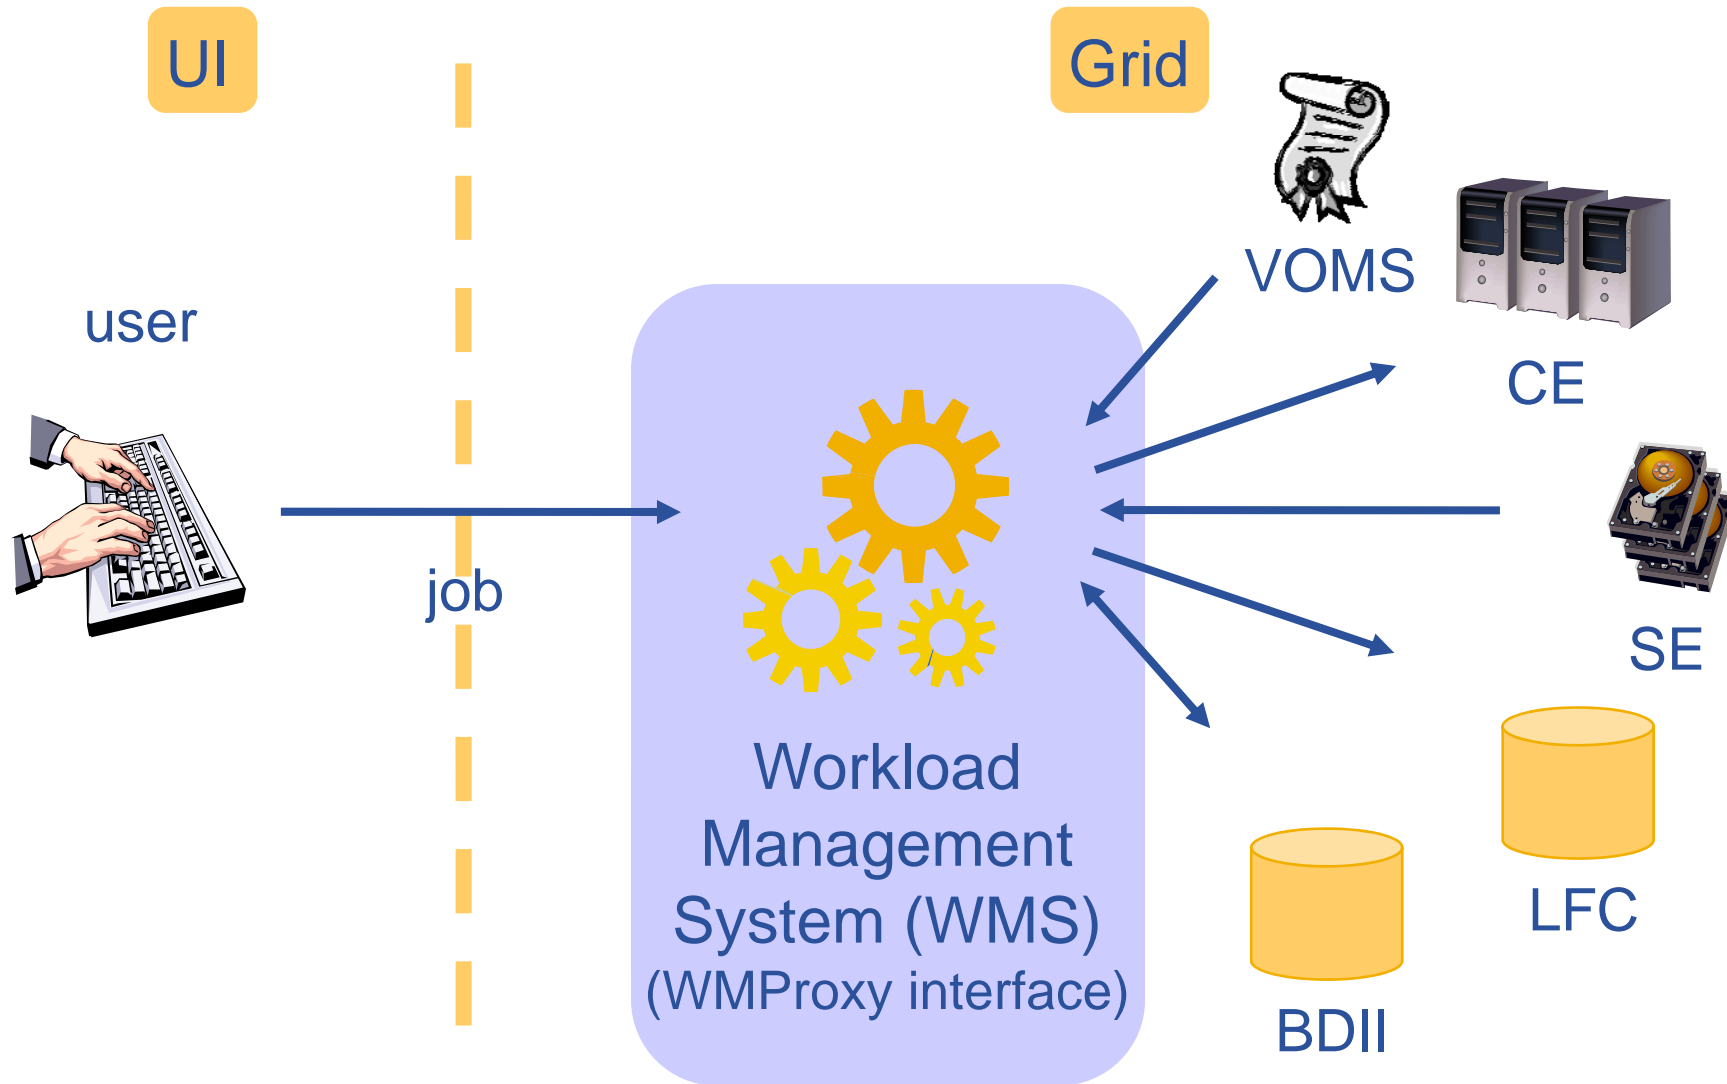 UI
Grid
VOMS
user
CE
job
SE
Workload
Management
System (WMS)
(WMProxy interface)
LFC
BDII